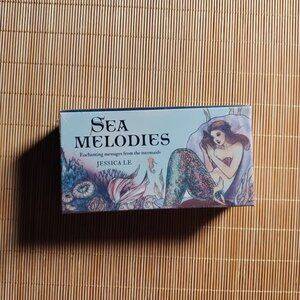 SEA
MELODIES
Enchanting messages from the mermaids
JESSICA LE